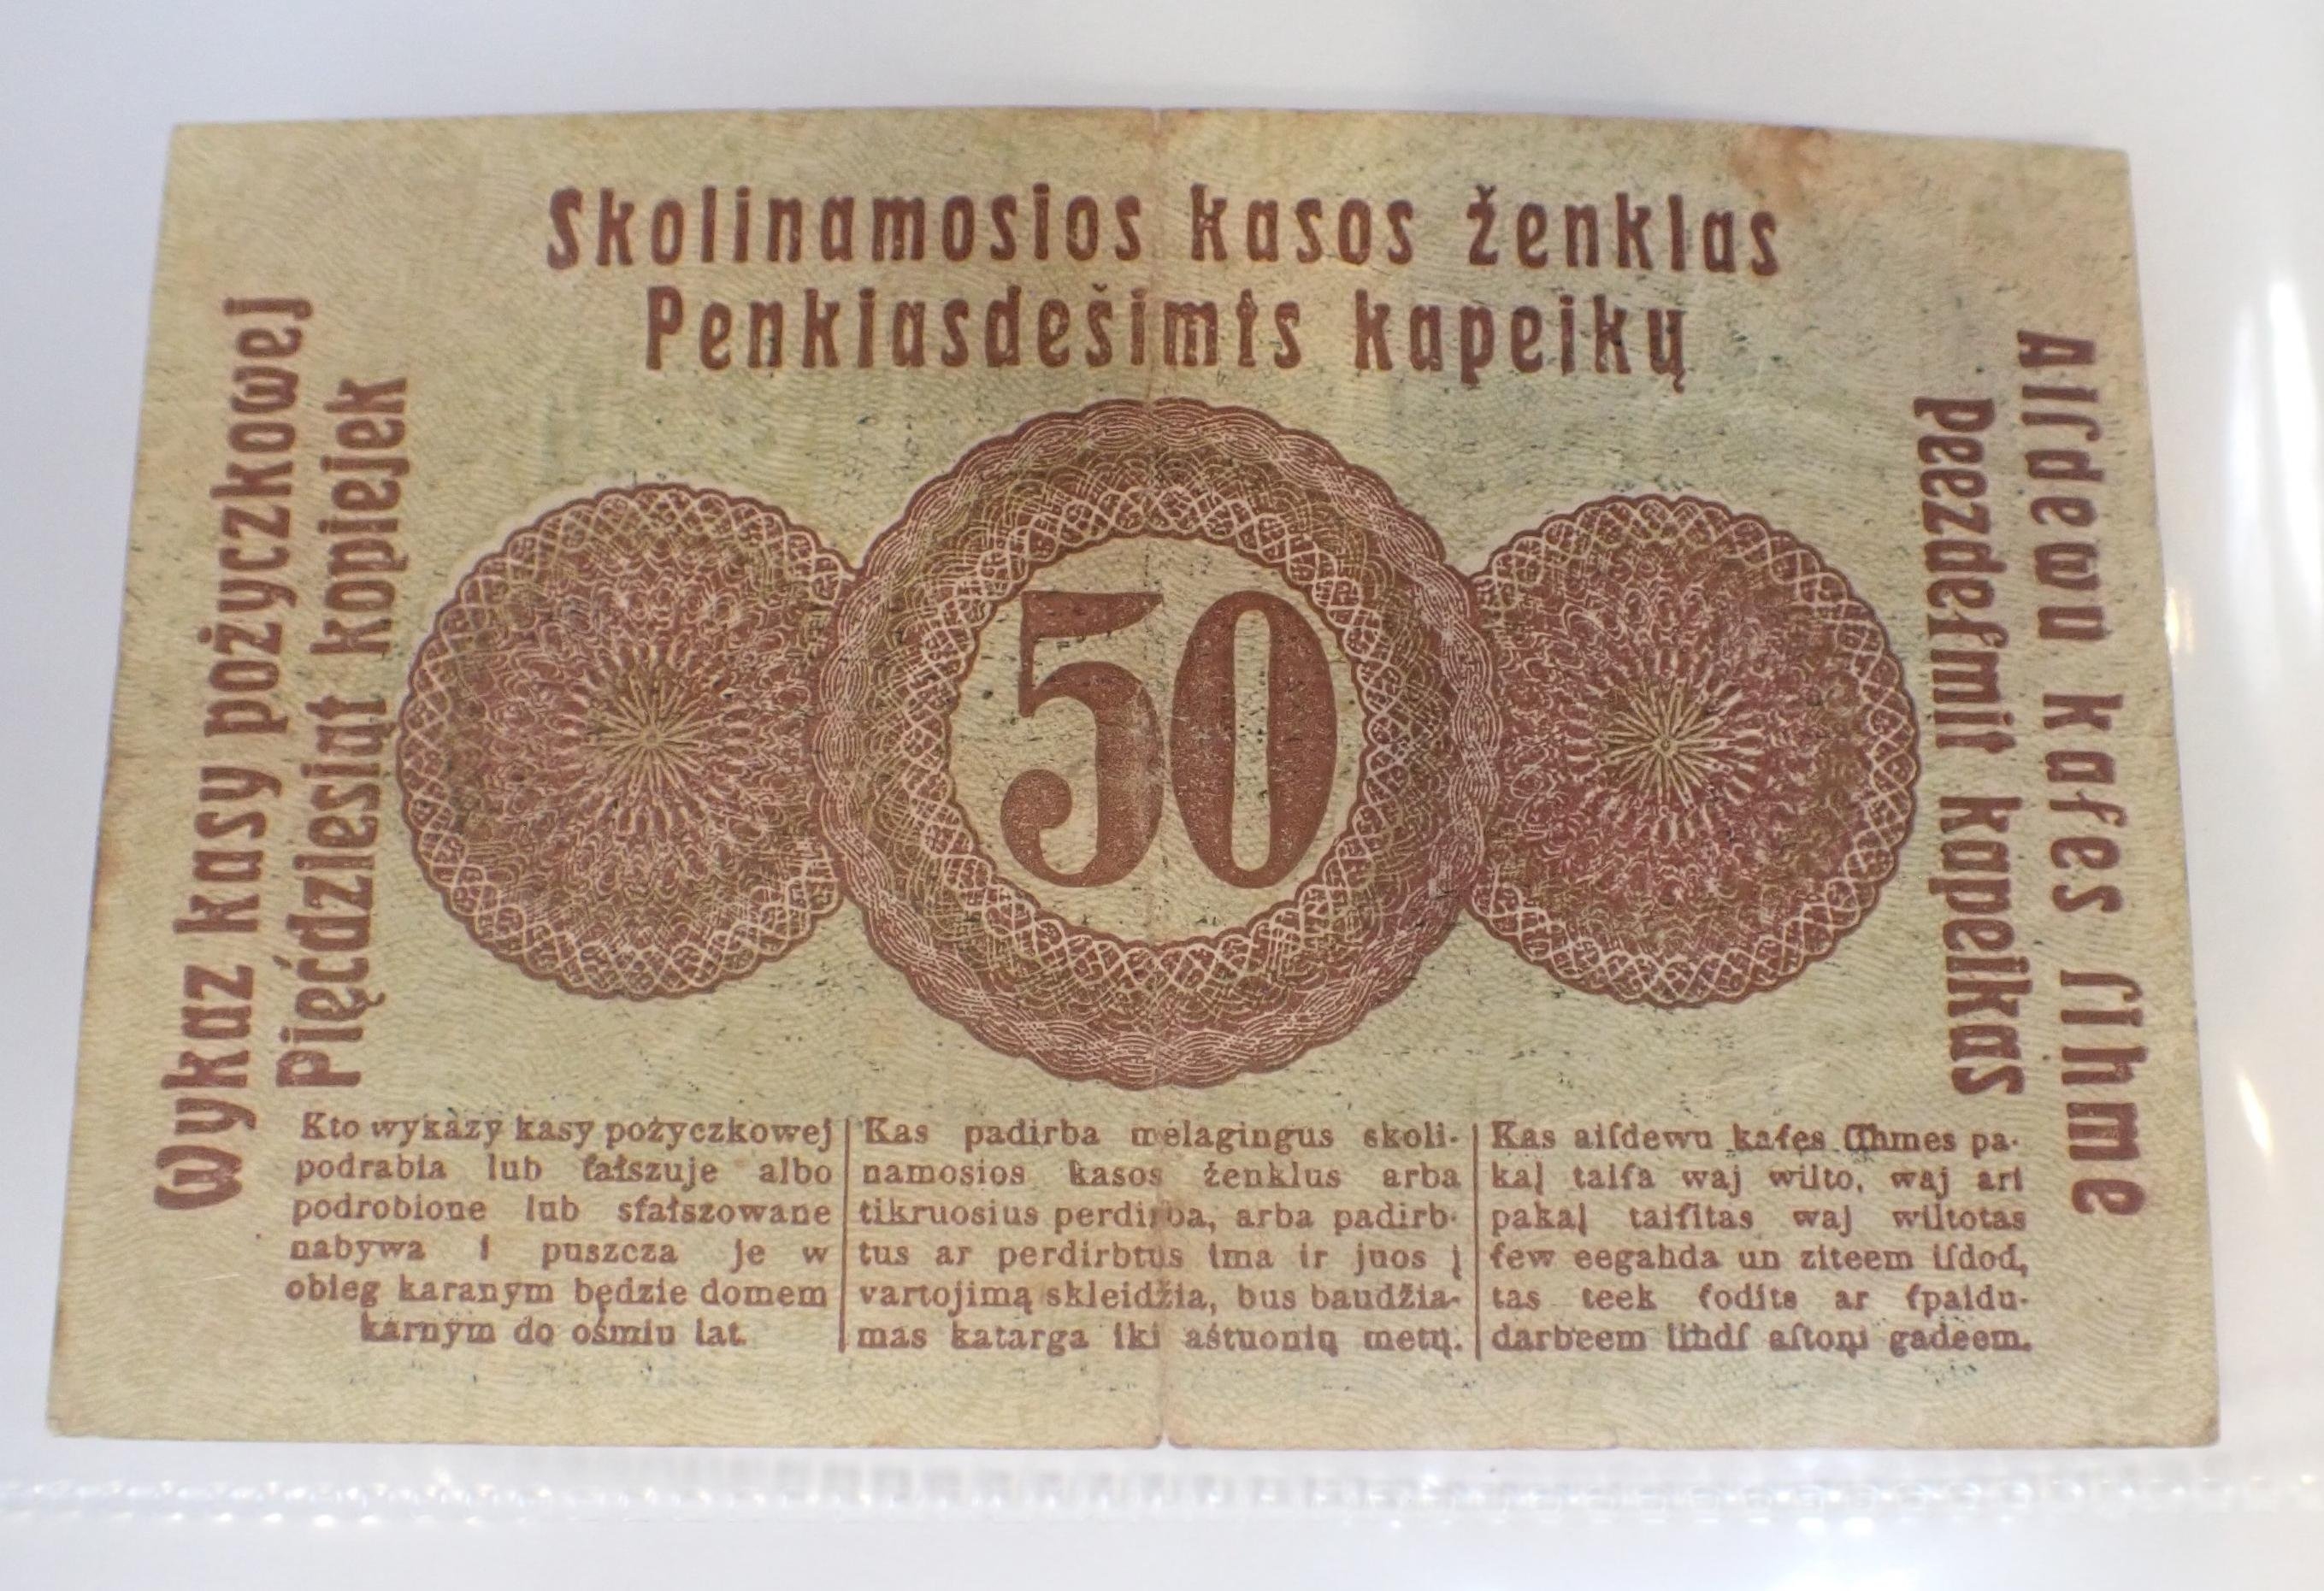 Skolinamosios kasos ženklas
Penkiasdešimts kapeikų
Wykaz kasy pożyczkowej
Pięćdziesiąt kopiejek
50
Aiſdewu kaſes ſihme
peezdeſmit kapeikas
Kto wykazy kasy pożyczkowej
podrabia lub fałszuje albo
podrobione lub sfałszowane
nabywa i puszcza je w
obieg karanym będzie domem
karnym do ośmiu lat.
Kas padirba melagingus skoli-
namosios kasos ženklus arba
tikruosius perdirba, arba padirb-
tus ar perdirbtus ima ir juos į
vartojimą skleidžia, bus baudžia-
mas katarga iki aštuonių metų.
Kas aiſdewu kaſes ſihmes pa-
kaļ taiſa waj wilto, waj ari
pakaļ taiſitas waj wiltotas
ſew eegahda un ziteem iſdod,
tas teek ſodits ar ſpaidu-
darbeem lihdſ aſtoņi gadeem.